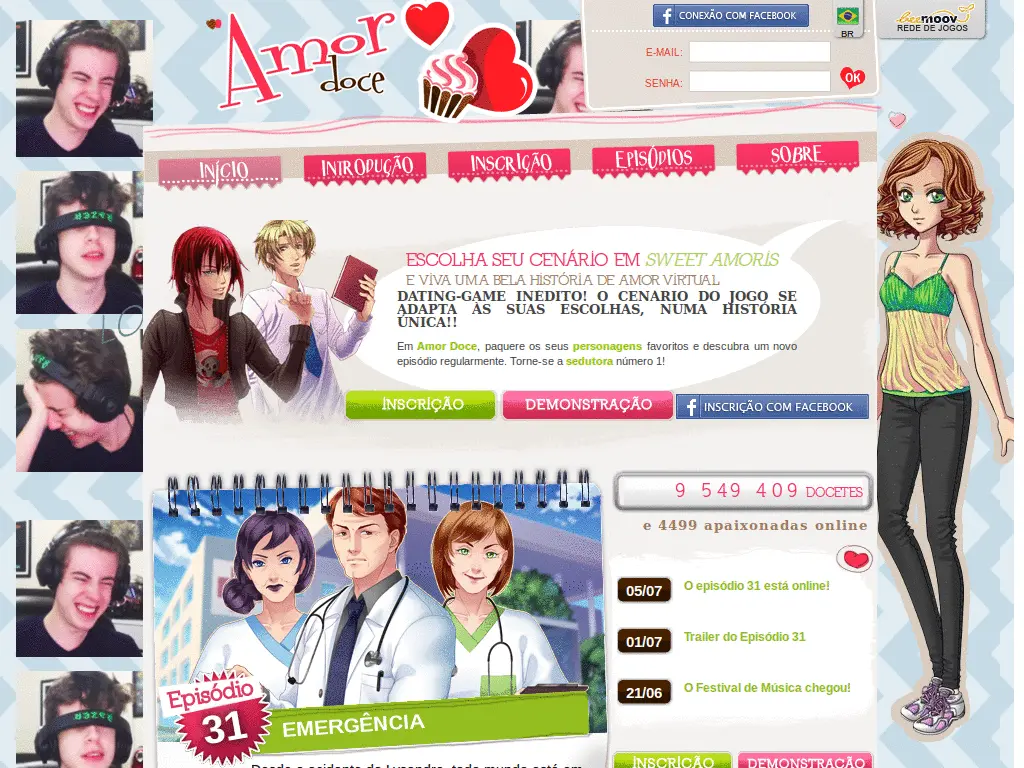 Amor
doce
CONEXÃO COM FACEBOOK
BR
beemoov
REDE DE JOGOS
E-MAIL:
SENHA:
OK
INÍCIO
INTRODUÇÃO
INSCRIÇÃO
EPISÓDIOS
SOBRE
ESCOLHA SEU CENÁRIO EM SWEET AMORIS
E VIVA UMA BELA HISTÓRIA DE AMOR VIRTUAL
DATING-GAME INEDITO! O CENARIO DO JOGO SE
ADAPTA ÀS SUAS ESCOLHAS, NUMA HISTÓRIA
ÚNICA!!
Em Amor Doce, paquere os seus personagens favoritos e descubra um novo
episódio regularmente. Torne-se a sedutora número 1!
INSCRIÇÃO
DEMONSTRAÇÃO
INSCRIÇÃO COM FACEBOOK
9 549 409 DOCETES
e 4499 apaixonadas online
05/07
O episódio 31 está online!
01/07
Trailer do Episódio 31
21/06
O Festival de Música chegou!
Episódio
31
EMERGÊNCIA
INSCRIÇÃO
DEMONSTRAÇÃO